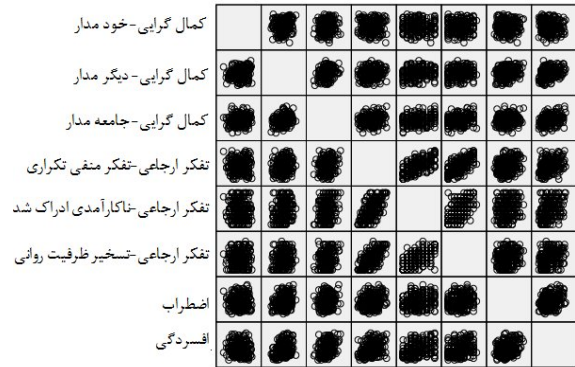 کمال گرایی-خود مدار
کمال گرایی-دیگر مدار
کمال گرایی-جامعه مدار
تفکر ارجاعی-تفکر منفی تکراری
تفکر ارجاعی-ناکارآمدی ادراک شد
تفکر ارجاعی-تسخیر ظرفیت روانی
اضطراب
افسردگی